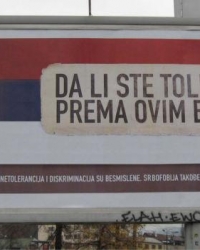 DA LI STE TOL
PREMA OVIM B
NETOLERANCIJA I DISKRIMINACIJA SU BESMISLENE. SRBOFOBIJA TAKOĐE